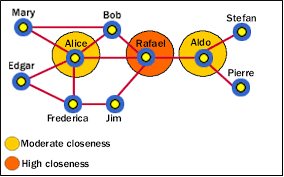 Mary
Bob
Stefan
Alice
Rafael
Aldo
Edgar
Pierre
Frederica
Jim
Moderate closeness
High closeness